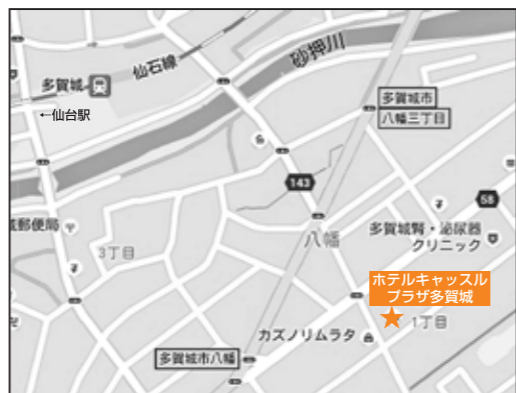 仙石線
砂押川
多賀城
←仙台駅
多賀城市
八幡三丁目
143
58
郵便局
八幡
多賀城腎・泌尿器
クリニック
3丁目
ホテルキャッスル
プラザ多賀城
1丁目
カズノリムラタ
多賀城市八幡